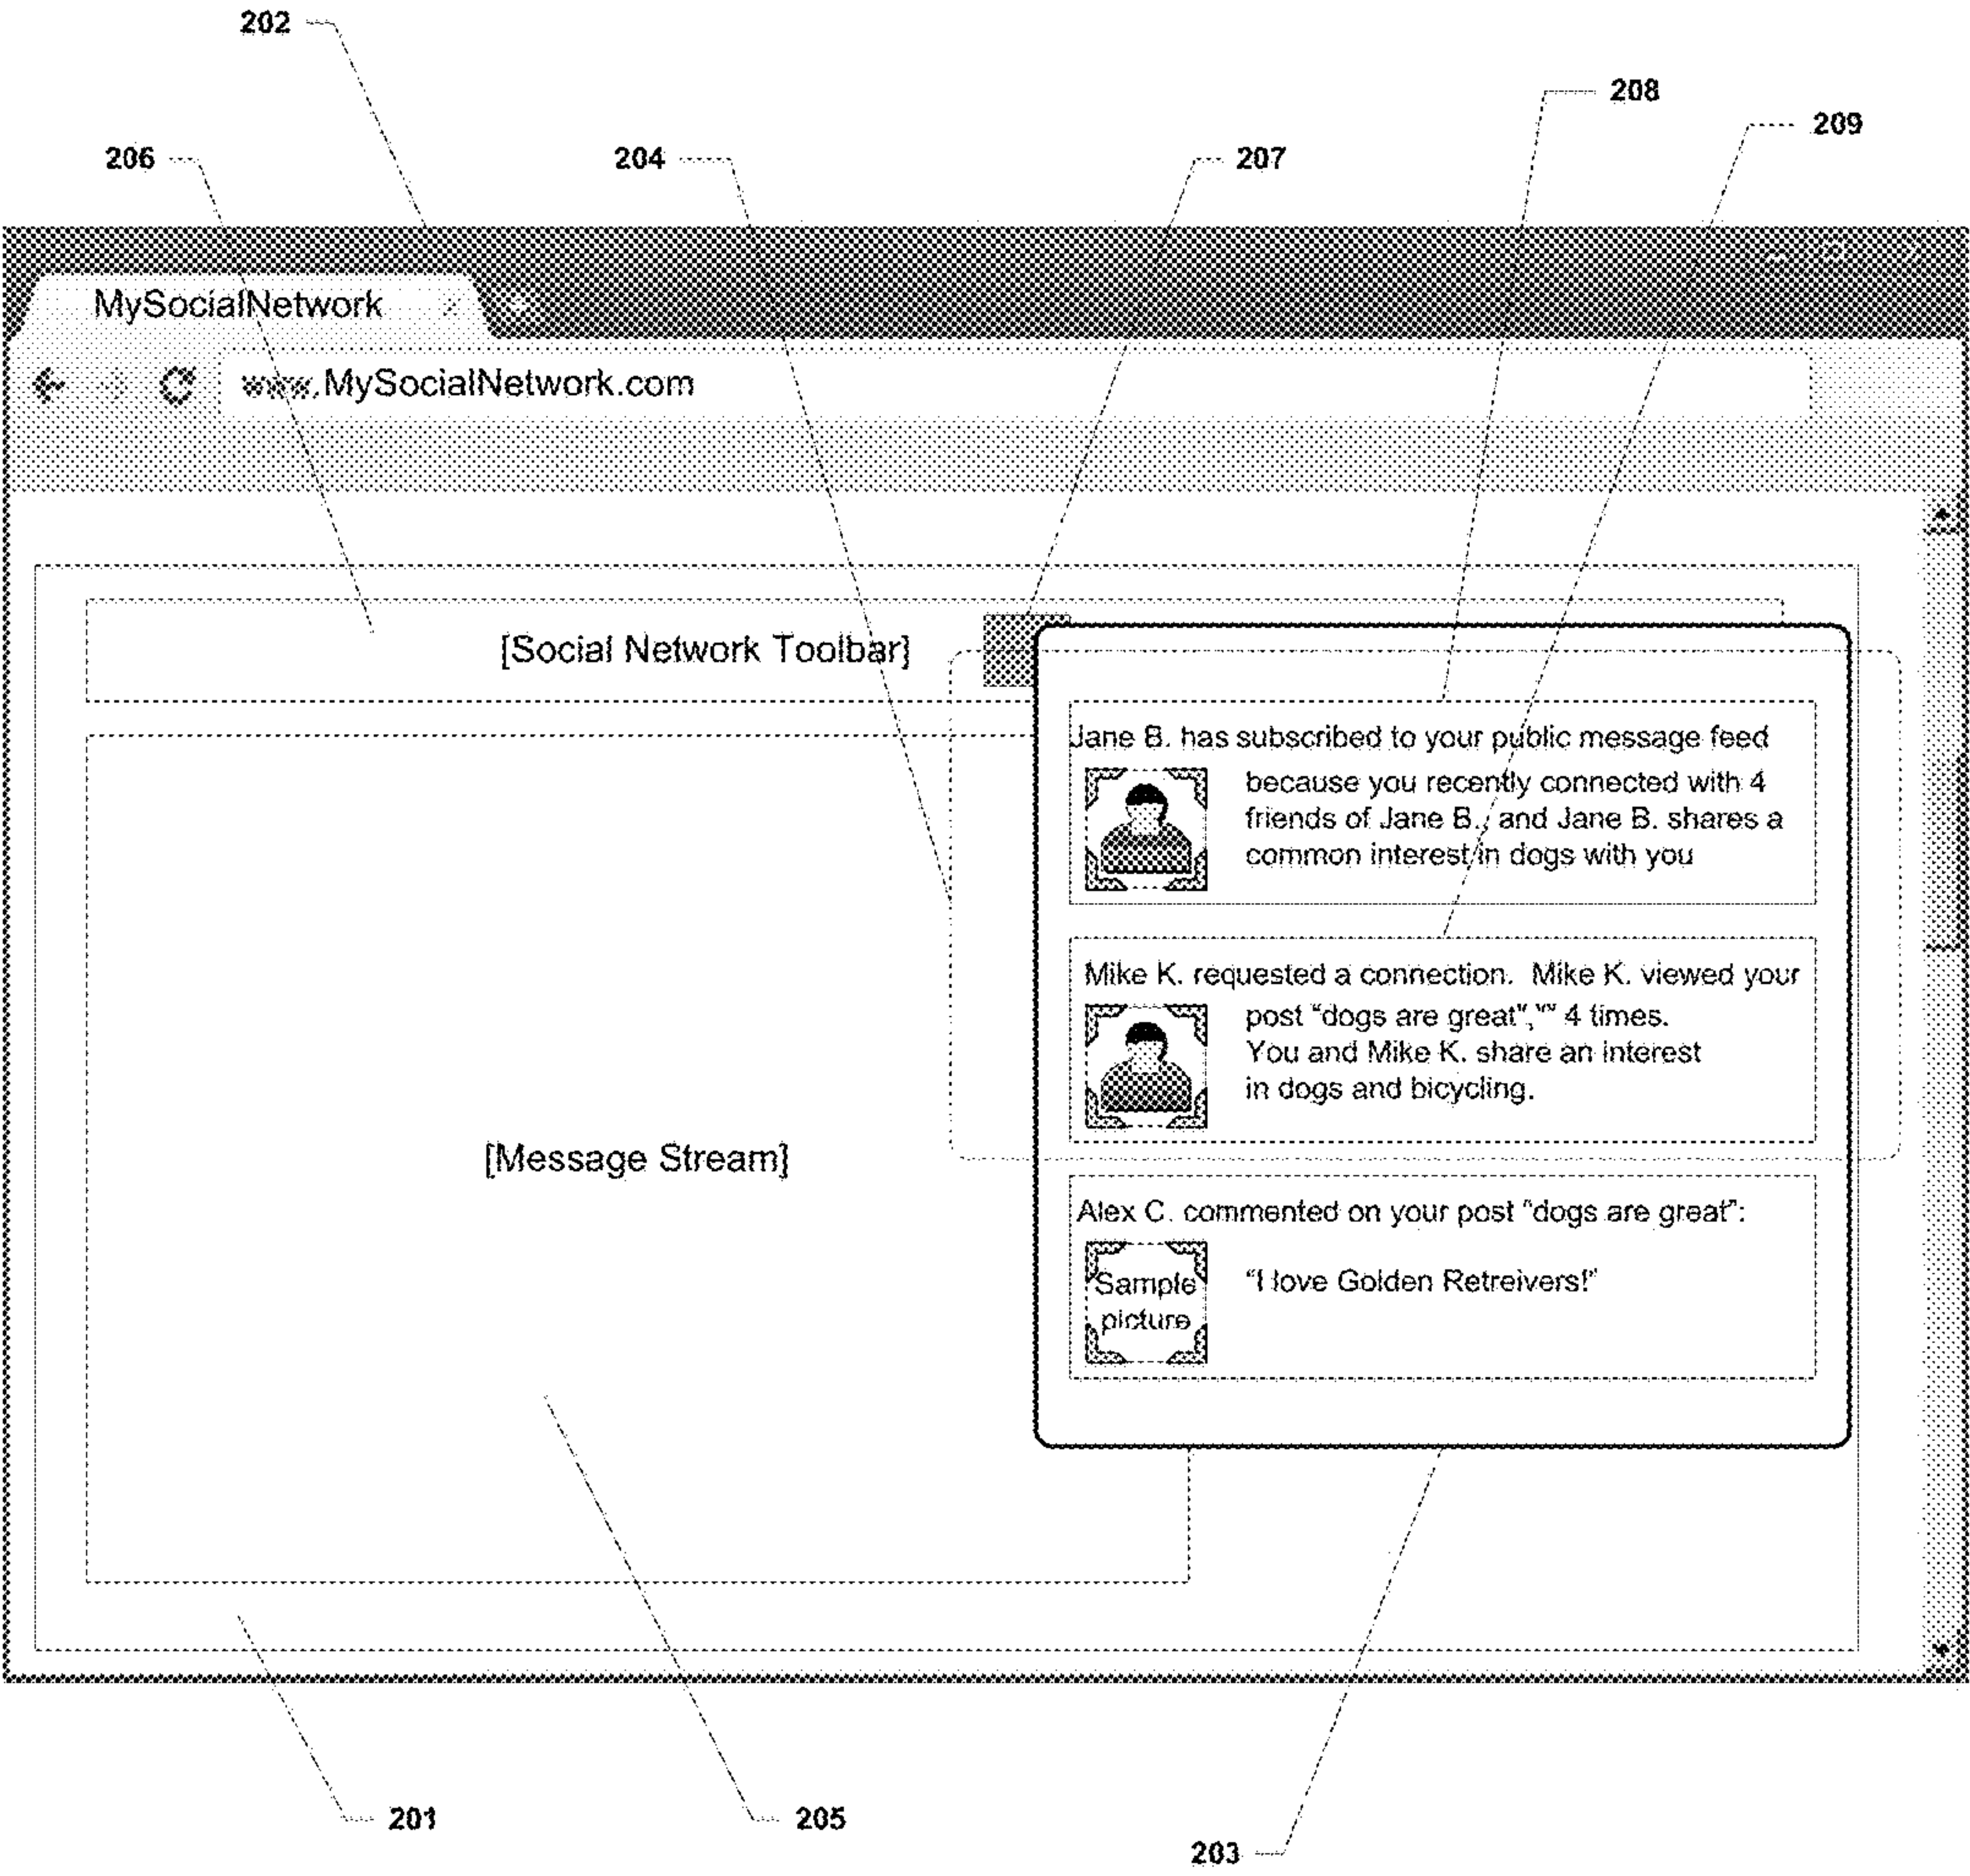 202
208
209
206
204
207
MySocialNetwork
www.MySocialNetwork.com
[Social Network Toolbar]
Jane B. has subscribed to your public message feed
because you recently connected with 4
friends of Jane B., and Jane B. shares a
common interest in dogs with you
Mike K. requested a connection. Mike K. viewed your
post “dogs are great”,”” 4 times.
You and Mike K. share an interest
in dogs and bicycling.
[Message Stream]
Alex C. commented on your post “dogs are great”:
Sample
picture
“I love Golden Retreivers!”
201
205
203